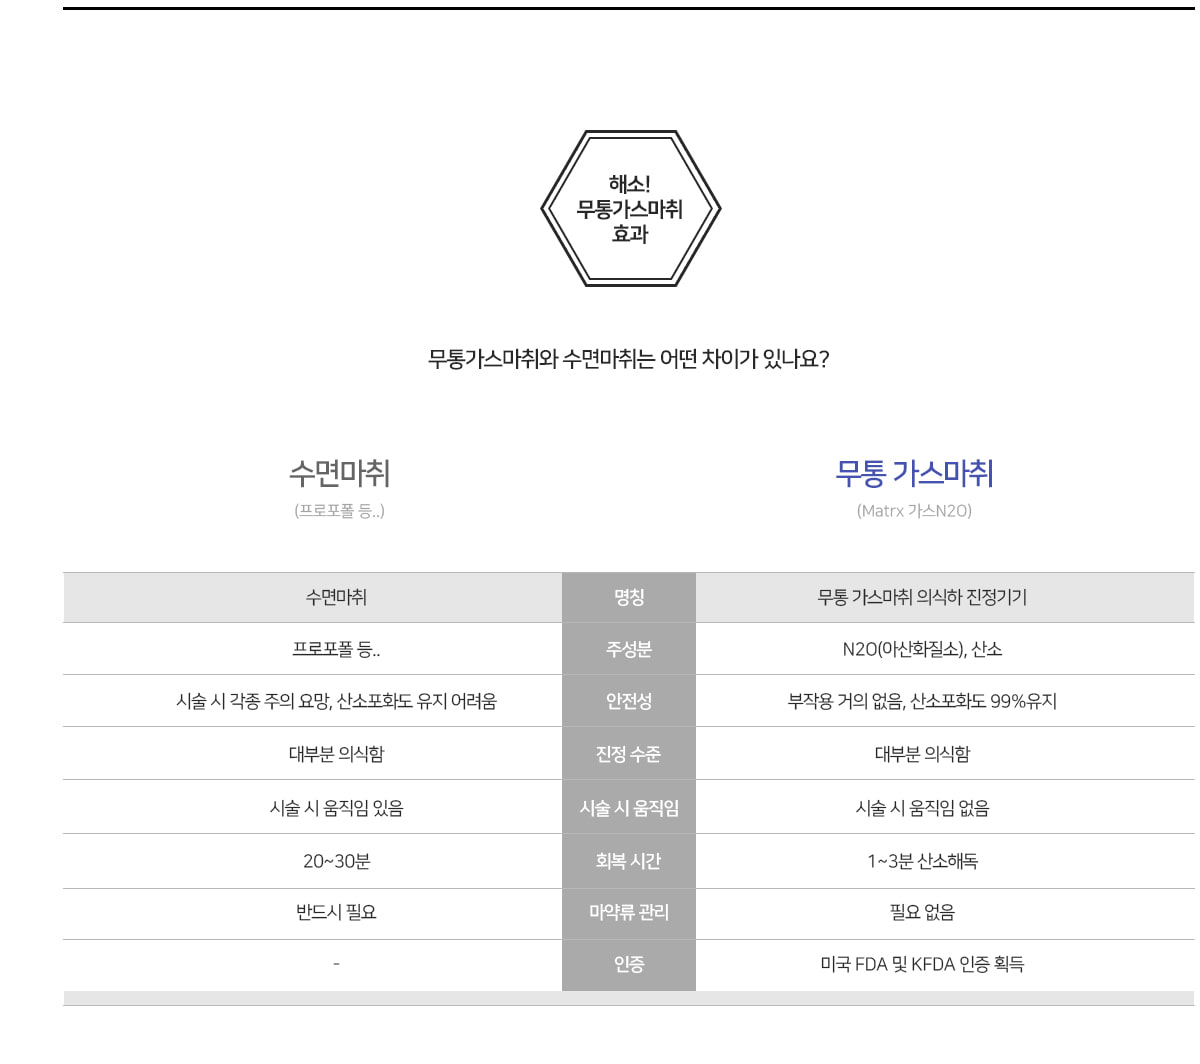 해소!
무통가스마취
효과
무통가스마취와 수면마취는 어떤 차이가 있나요?
수면마취 무통 가스마취
(프로포폴 등..) (Matrx 가스N2O)
수면마취 명칭 무통 가스마취 의식하 진정기기
프로포폴 등.. 주성분 N2O(아산화질소), 산소
시술 시 각종 주의 요망, 산소포화도 유지 어려움 안전성 부작용 거의 없음, 산소포화도 99%유지
대부분 의식함 진정 수준 대부분 의식함
시술 시 움직임 있음 시술 시 움직임 시술 시 움직임 없음
20~30분 회복 시간 1~3분 산소해독
반드시 필요 마약류 관리 필요 없음
- 인증 미국 FDA 및 KFDA 인증 획득